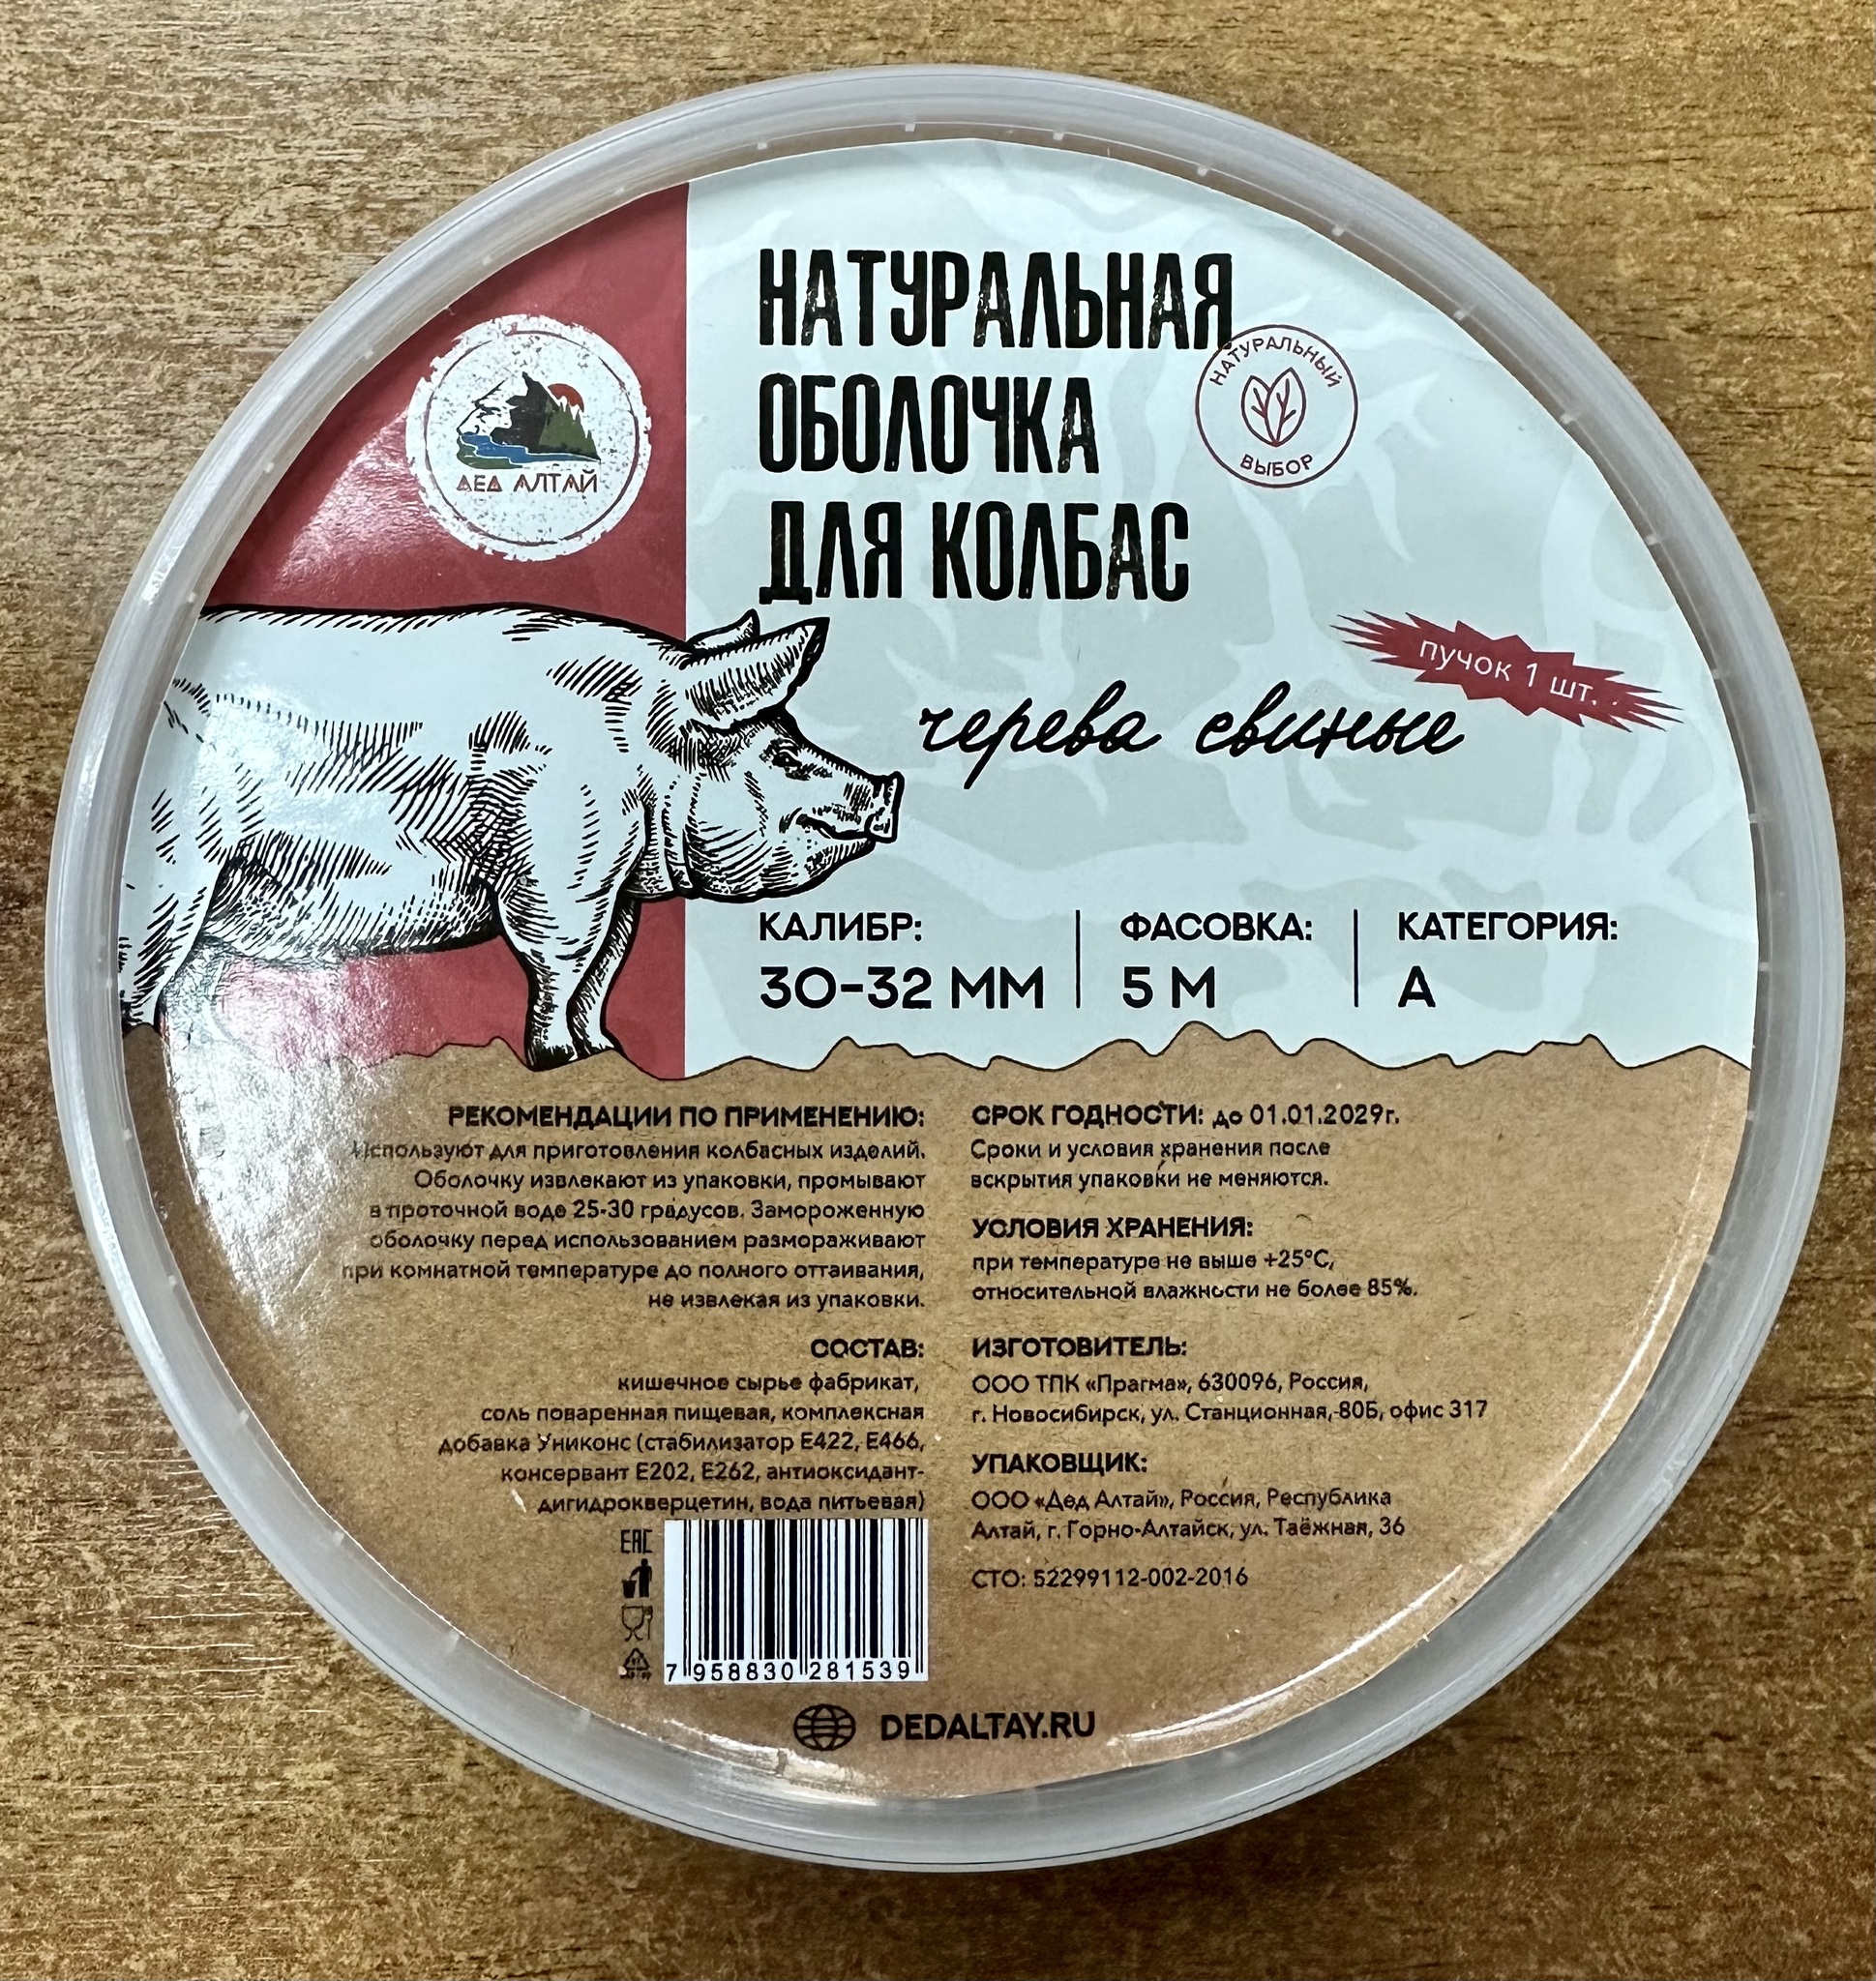 НАТУРАЛЬНАЯ
ОБОЛОЧКА
ДЛЯ КОЛБАС
НАТУРАЛЬНЫЙ
ВЫБОР
ДЕД АЛТАЙ
пучок 1 шт.
черева свиные
КАЛИБР:
30-32 ММ
ФАСОВКА:
5 М
КАТЕГОРИЯ:
А
РЕКОМЕНДАЦИИ ПО ПРИМЕНЕНИЮ:
Используют для приготовления колбасных изделий.
Оболочку извлекают из упаковки, промывают
в проточной воде 25-30 градусов. Замороженную
оболочку перед использованием размораживают
при комнатной температуре до полного оттаивания,
не извлекая из упаковки.
СОСТАВ:
кишечное сырье фабрикат,
соль поваренная пищевая, комплексная
добавка Униконс (стабилизатор Е422, Е466,
консервант Е202, Е262, антиоксидант-
дигидрокверцетин, вода питьевая)
EAC
7 958830 281539
СРОК ГОДНОСТИ: до 01.01.2029г.
Сроки и условия хранения после
вскрытия упаковки не меняются.
УСЛОВИЯ ХРАНЕНИЯ:
при температуре не выше +25°С,
относительной влажности не более 85%.
ИЗГОТОВИТЕЛЬ:
ООО ТПК «Прагма», 630096, Россия,
г. Новосибирск, ул. Станционная, 80Б, офис 317
УПАКОВЩИК:
ООО «Дед Алтай», Россия, Республика
Алтай, г. Горно-Алтайск, ул. Таёжная, 36
СТО: 52299112-002-2016
DEDALTAY.RU